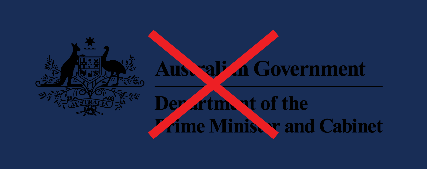 Australian Government
Department of the
Prime Minister and Cabinet